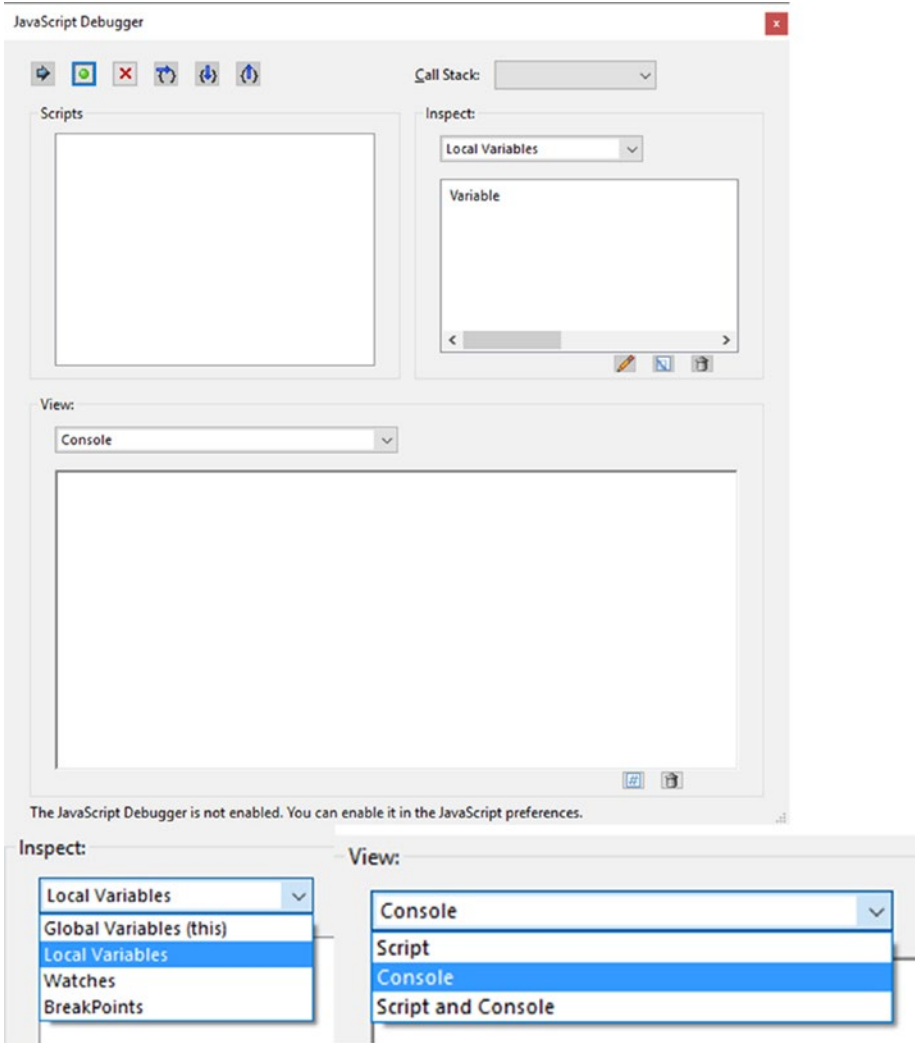 JavaScript Debugger
x
Call Stack:
Scripts
Inspect:
Local Variables
Variable
View:
Console
The JavaScript Debugger is not enabled. You can enable it in the JavaScript preferences.
Inspect:
Local Variables
Global Variables (this)
Local Variables
Watches
BreakPoints
View:
Console
Script
Console
Script and Console